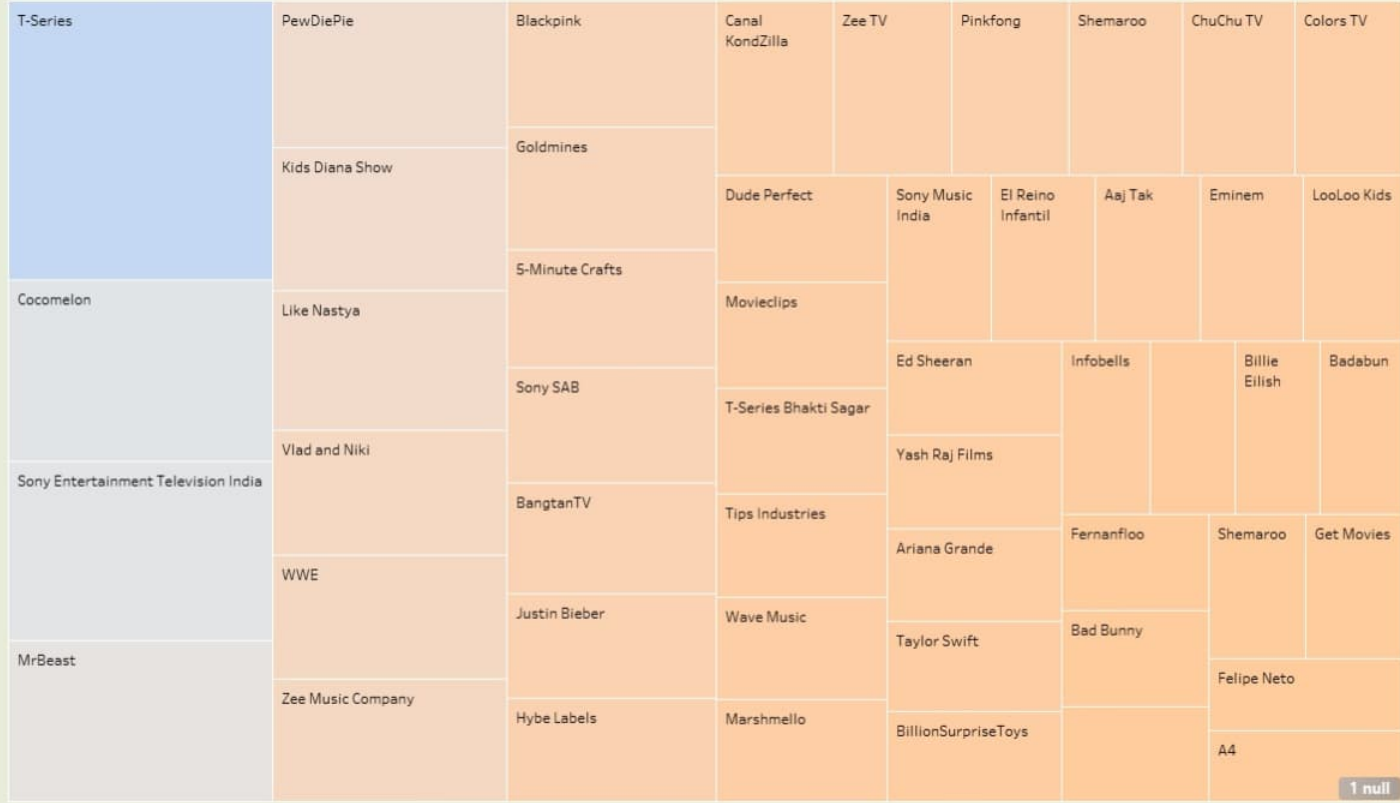 T-Series
Cocomelon
Sony Entertainment Television India
MrBeast
PewDiePie
Kids Diana Show
Like Nastya
Vlad and Niki
WWE
Zee Music Company
Blackpink
Goldmines
5-Minute Crafts
Sony SAB
BangtanTV
Justin Bieber
Hybe Labels
Canal
KondZilla
Zee TV
Pinkfong
Shemaroo
ChuChu TV
Colors TV
Dude Perfect
Movieclips
T-Series Bhakti Sagar
Tips Industries
Wave Music
Marshmello
Sony Music
India
El Reino
Infantil
Aaj Tak
Eminem
LooLoo Kids
Ed Sheeran
Yash Raj Films
Ariana Grande
Taylor Swift
BillionSurpriseToys
Infobells
Billie
Eilish
Badabun
Fernanfloo
Bad Bunny
Shemaroo
Get Movies
Felipe Neto
A4
1 null